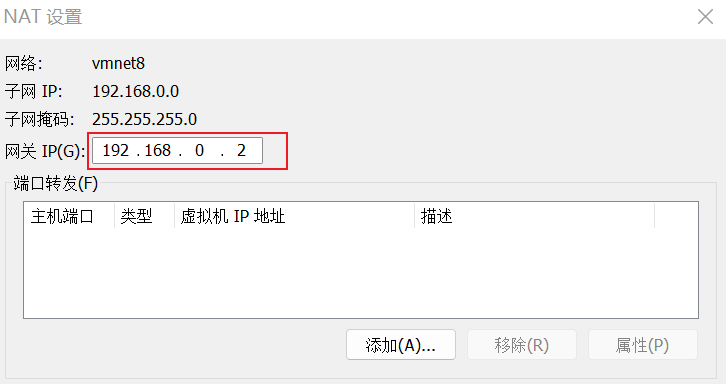 NAT 设置
网络: vmnet8
子网 IP: 192.168.0.0
子网掩码: 255.255.255.0
网关 IP(G): 192 . 168 . 0 . 2
端口转发(F)
主机端口 类型 虚拟机 IP 地址 描述
添加(A)... 移除(R) 属性(P)